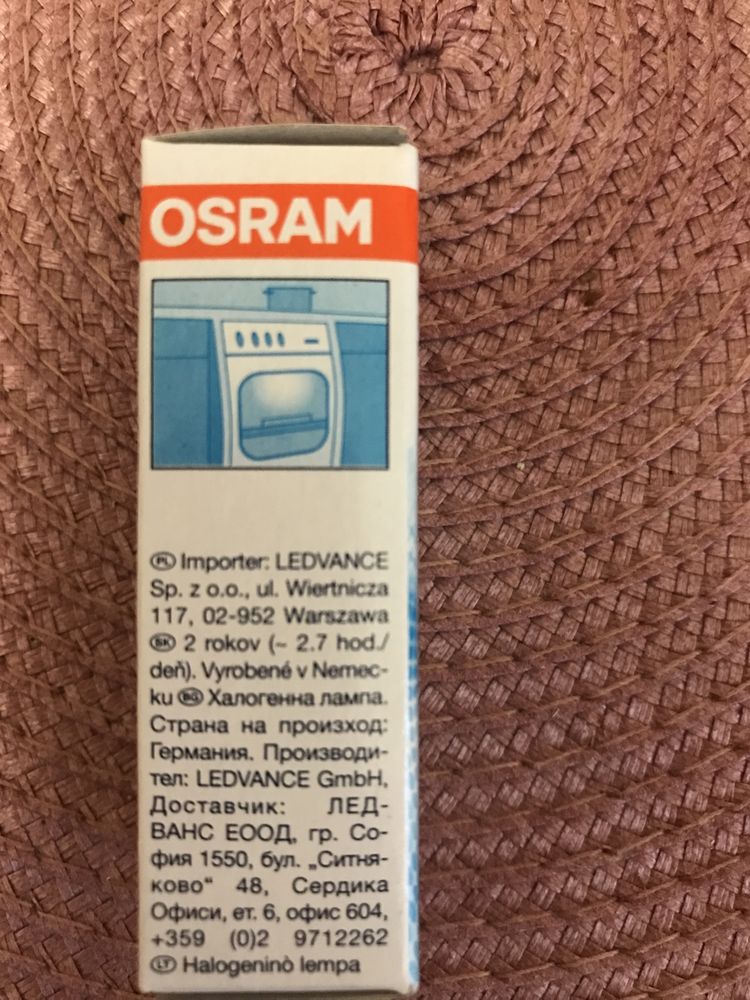 OSRAM
PL Importer: LEDVANCE
Sp. z o.o., ul. Wiertnicza
117, 02-952 Warszawa
SK 2 rokov (~ 2.7 hod./
deň). Vyrobené v Nemec-
ku BG Халогенна лампа.
Страна на произход:
Германия. Производи-
тел: LEDVANCE GmbH,
Доставчик: ЛЕД-
ВАНС ЕООД, гр. Со-
фия 1550, бул. „Ситня-
ково“ 48, Сердика
Офиси, ет. 6, офис 604,
+359 (0)2 9712262
LT Halogeninò lempa